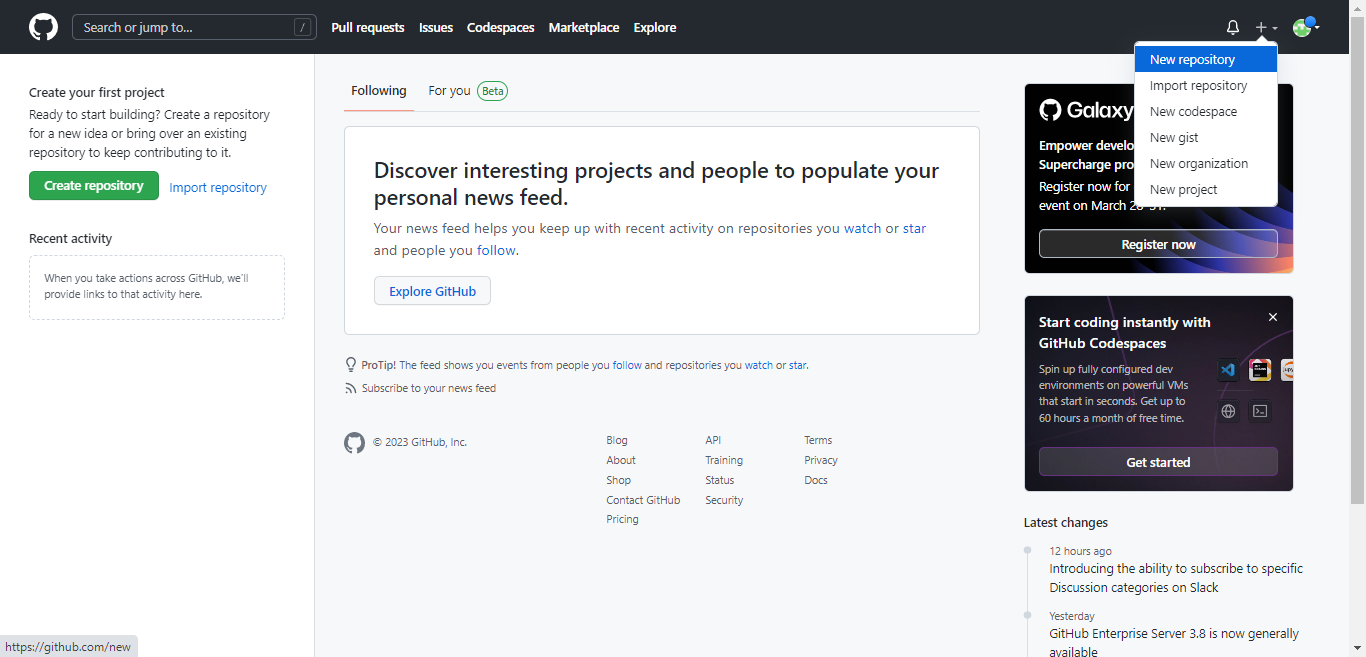 Search or jump to... /
Pull requests Issues Codespaces Marketplace Explore
New repository
Import repository
New codespace
New gist
New organization
New project
Create your first project
Ready to start building? Create a repository
for a new idea or bring over an existing
repository to keep contributing to it.
Create repository Import repository
Recent activity
When you take actions across GitHub, we'll
provide links to that activity here.
Following For you Beta
Discover interesting projects and people to populate your
personal news feed.
Your news feed helps you keep up with recent activity on repositories you watch or star
and people you follow.
Explore GitHub
ProTip! The feed shows you events from people you follow and repositories you watch or star.
Subscribe to your news feed
© 2023 GitHub, Inc.
Blog
About
Shop
Contact GitHub
Pricing
API
Training
Status
Security
Terms
Privacy
Docs
Galaxy
Empower
Supercharge
Register now for
event on March
Register now
Start coding instantly with
GitHub Codespaces
Spin up fully configured dev
environments on powerful VMs
that start in seconds. Get up to
60 hours a month of free time.
Get started
Latest changes
12 hours ago
Introducing the ability to subscribe to specific
Discussion categories on Slack
Yesterday
GitHub Enterprise Server 3.8 is now generally
available
https://github.com/new